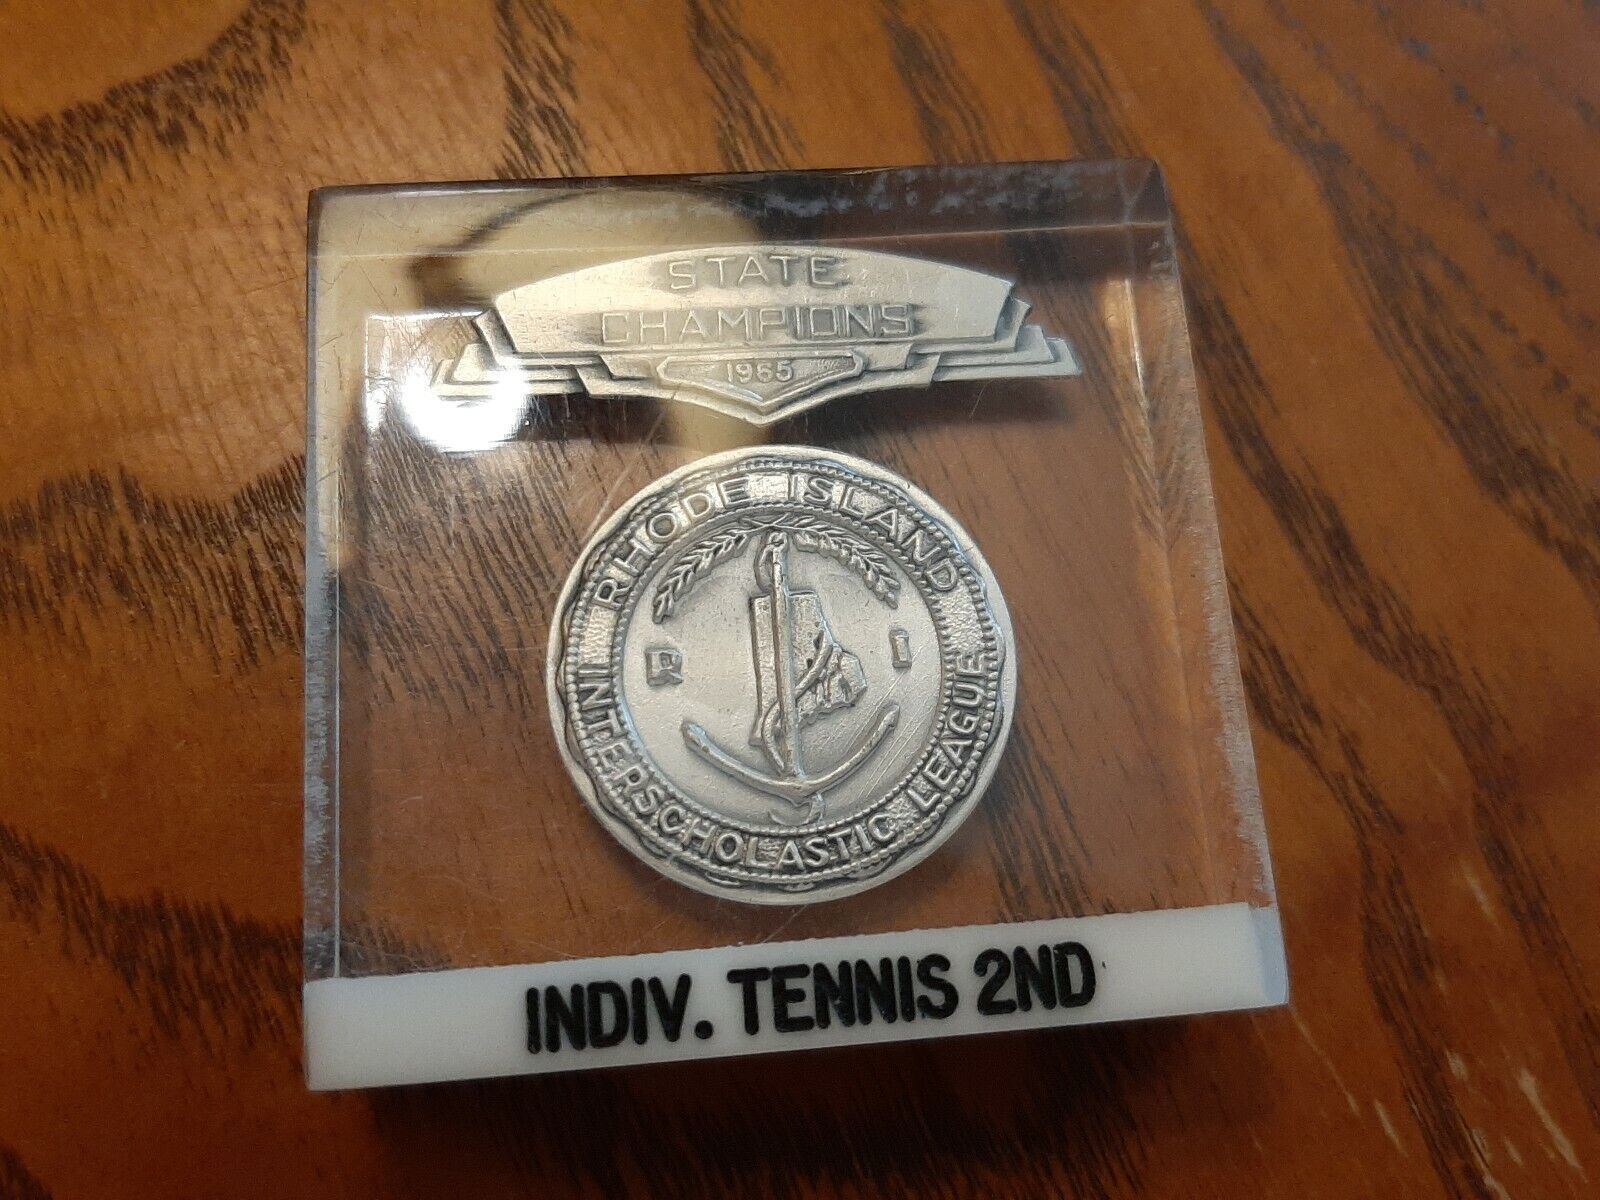 STATE
CHAMPIONS
1965
RHODE ISLAND
R I
INTERSCHOLASTIC LEAGUE
INDIV. TENNIS 2ND